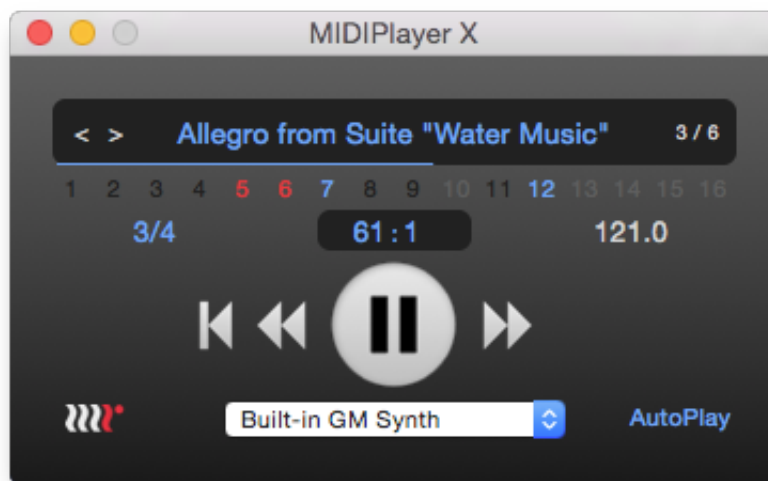 MIDIPlayer X
< > Allegro from Suite "Water Music" 3 / 6
1 2 3 4 5 6 7 8 9 10 11 12 13 14 15 16
3/4 61:1 121.0
Built-in GM Synth AutoPlay